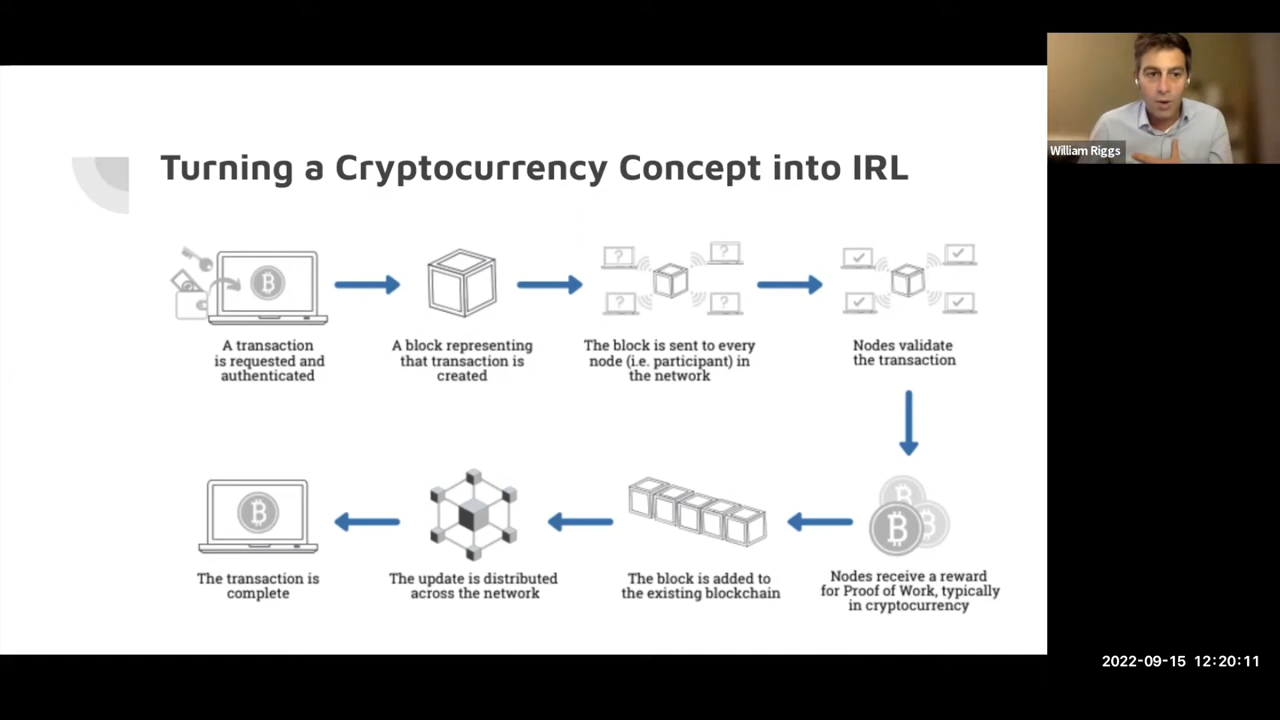 William Riggs
Turning a Cryptocurrency Concept into IRL
A transaction
is requested and
authenticated
A block representing
that transaction is
created
The block is sent to every
node (i.e. participant) in
the network
Nodes validate
the transaction
Nodes receive a reward
for Proof of Work, typically
in cryptocurrency
The block is added to
the existing blockchain
The update is distributed
across the network
The transaction is
complete
2022-09-15 12:20:11